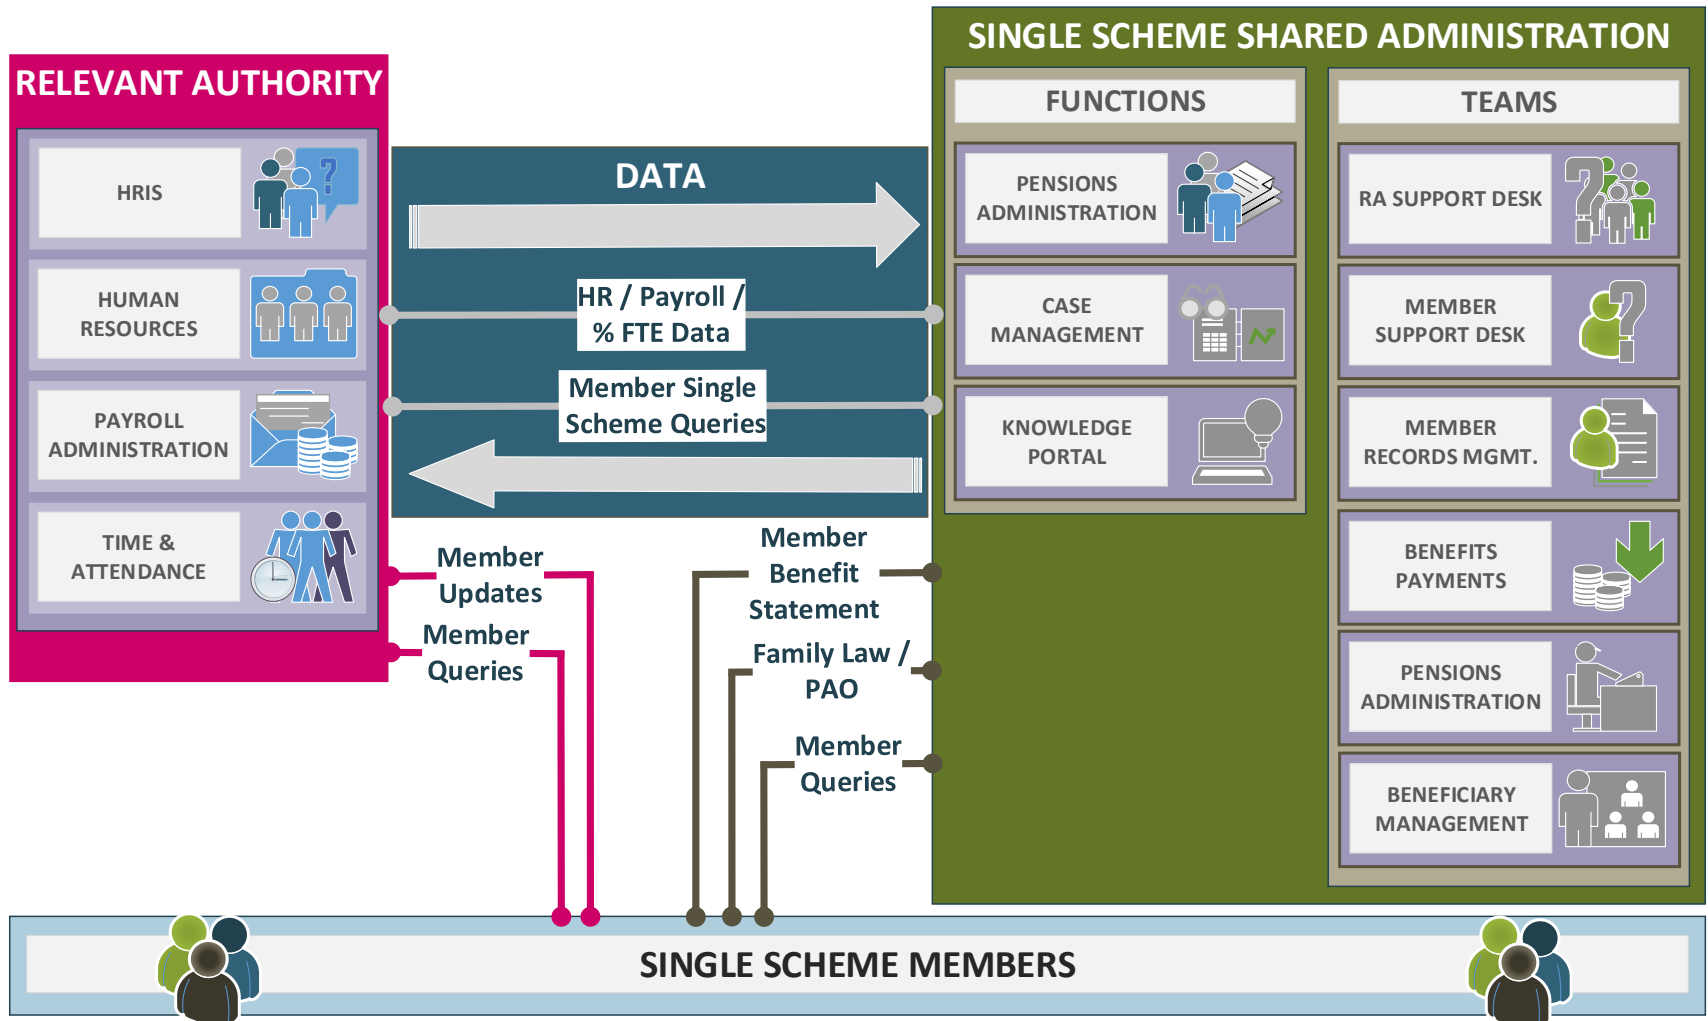 SINGLE SCHEME SHARED ADMINISTRATION
RELEVANT AUTHORITY
HRIS
HUMAN
RESOURCES
PAYROLL
ADMINISTRATION
TIME &
ATTENDANCE
DATA
HR / Payroll /
% FTE Data
Member Single
Scheme Queries
FUNCTIONS
PENSIONS
ADMINISTRATION
CASE
MANAGEMENT
KNOWLEDGE
PORTAL
TEAMS
RA SUPPORT DESK
MEMBER
SUPPORT DESK
MEMBER
RECORDS MGMT.
BENEFITS
PAYMENTS
PENSIONS
ADMINISTRATION
BENEFICIARY
MANAGEMENT
Member
Updates
Member
Queries
Member
Benefit
Statement
Family Law /
PAO
Member
Queries
SINGLE SCHEME MEMBERS